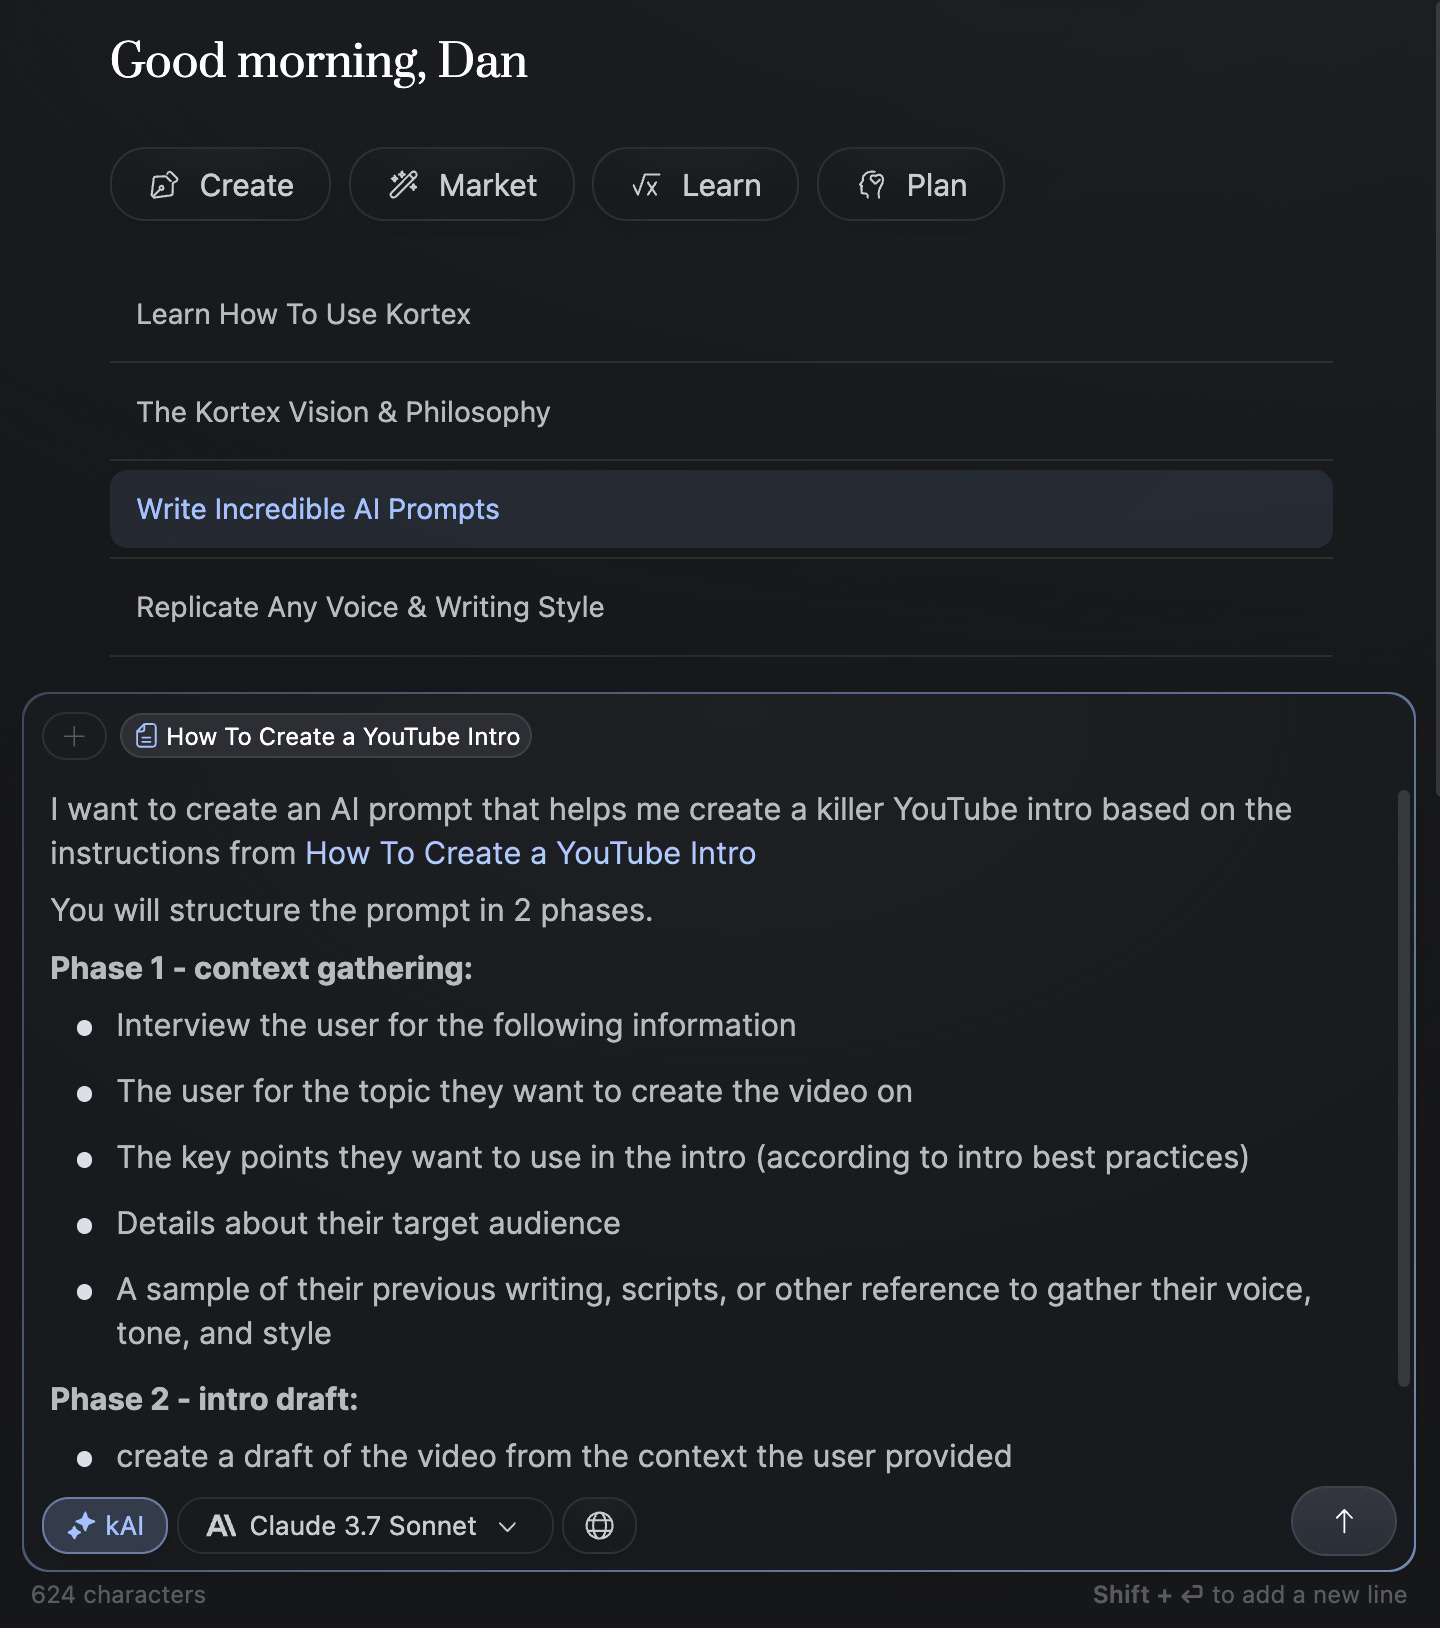 Good morning, Dan
Create
Market
Learn
Plan
Learn How To Use Kortex
The Kortex Vision & Philosophy
Write Incredible AI Prompts
Replicate Any Voice & Writing Style
How To Create a YouTube Intro
I want to create an AI prompt that helps me create a killer YouTube intro based on the
instructions from How To Create a YouTube Intro
You will structure the prompt in 2 phases.
Phase 1 - context gathering:
● Interview the user for the following information
● The user for the topic they want to create the video on
● The key points they want to use in the intro (according to intro best practices)
● Details about their target audience
● A sample of their previous writing, scripts, or other reference to gather their voice,
tone, and style
Phase 2 - intro draft:
● create a draft of the video from the context the user provided
kAI
Claude 3.7 Sonnet
624 characters
Shift + ↵ to add a new line